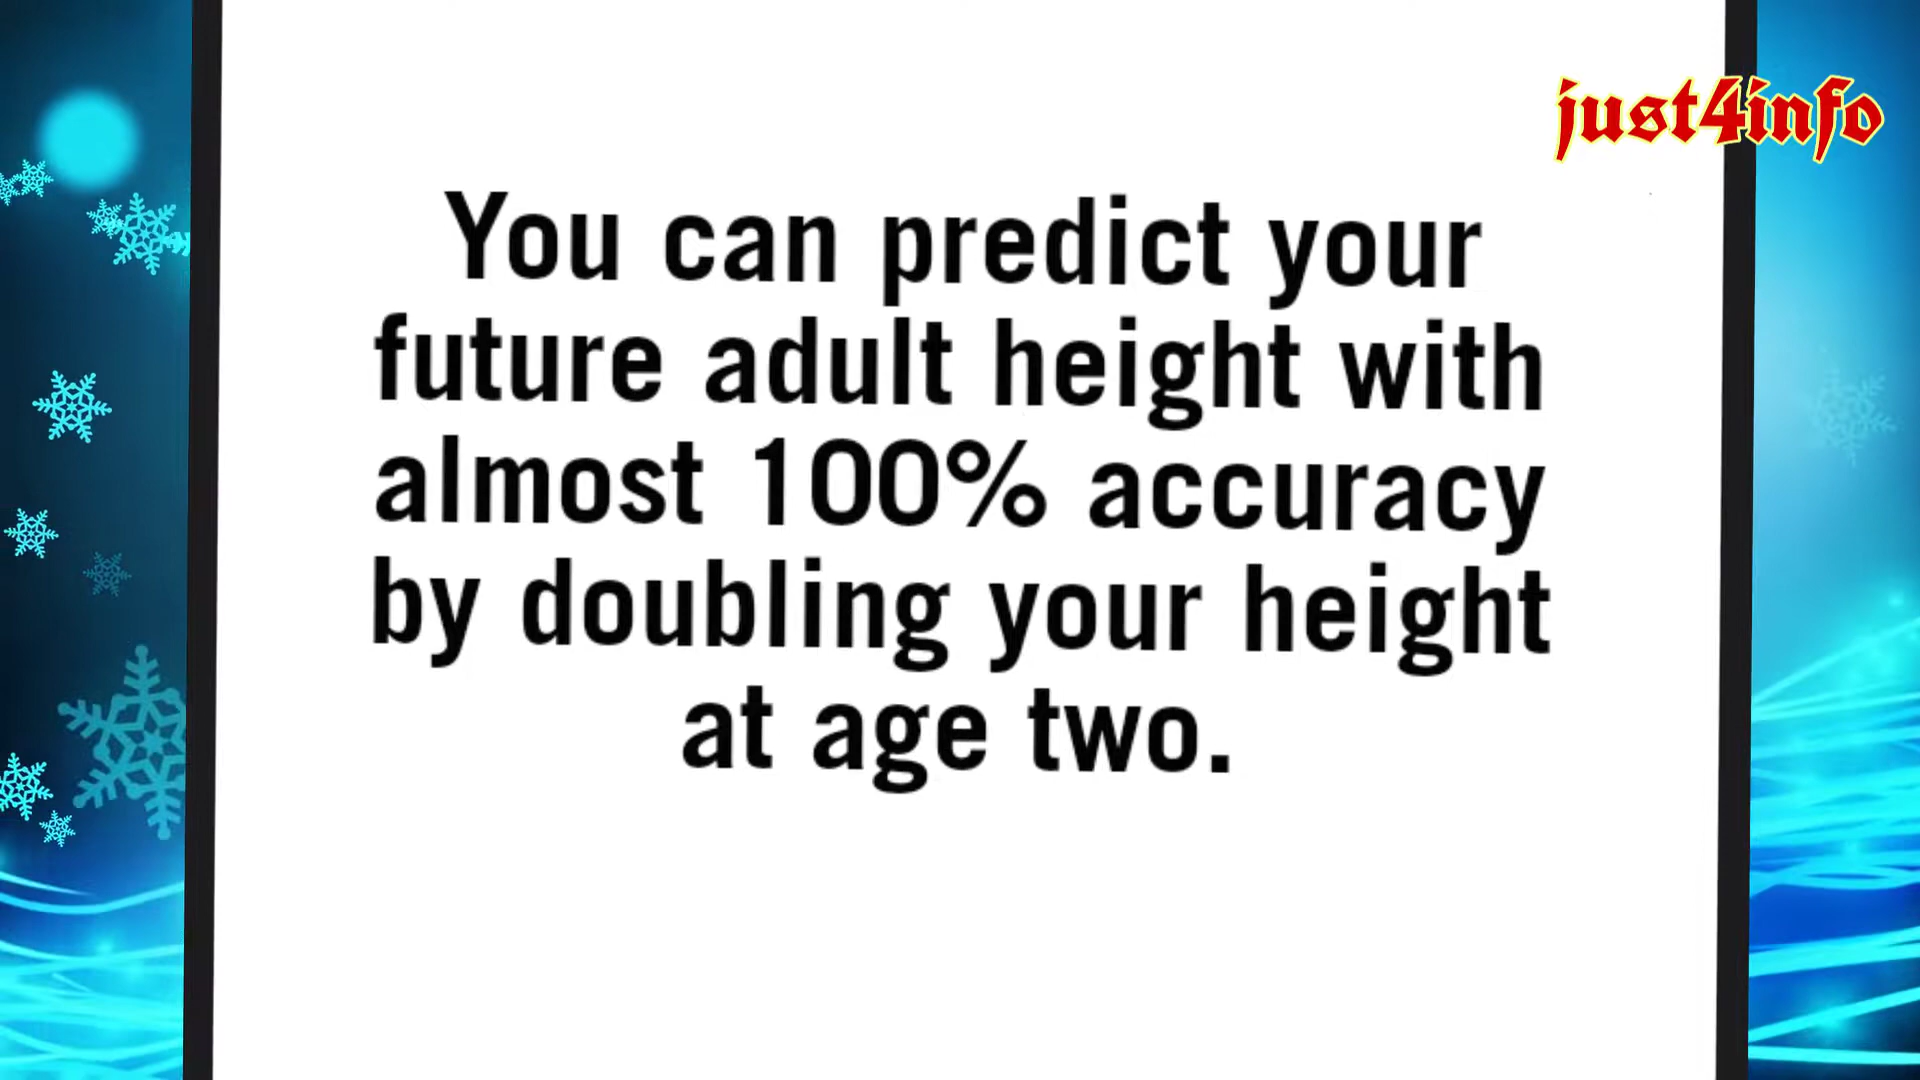 just4info
You can predict your
future adult height with
almost 100% accuracy
by doubling your height
at age two.